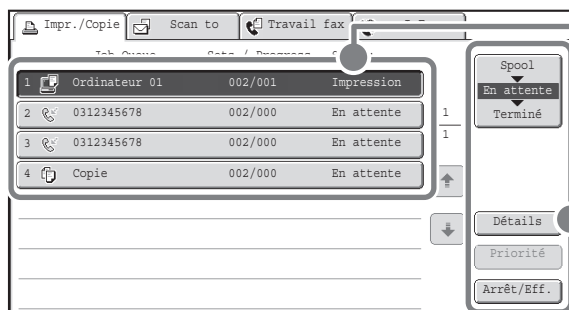 Impr./Copie Scan to Travail fax
Job Queue Sets / Progress
1 Ordinateur 01 002/001 Impression
2 0312345678 002/000 En attente
3 0312345678 002/000 En attente
4 Copie 002/000 En attente
1
1
Spool
En attente
Terminé
Détails
Priorité
Arrêt/Eff.